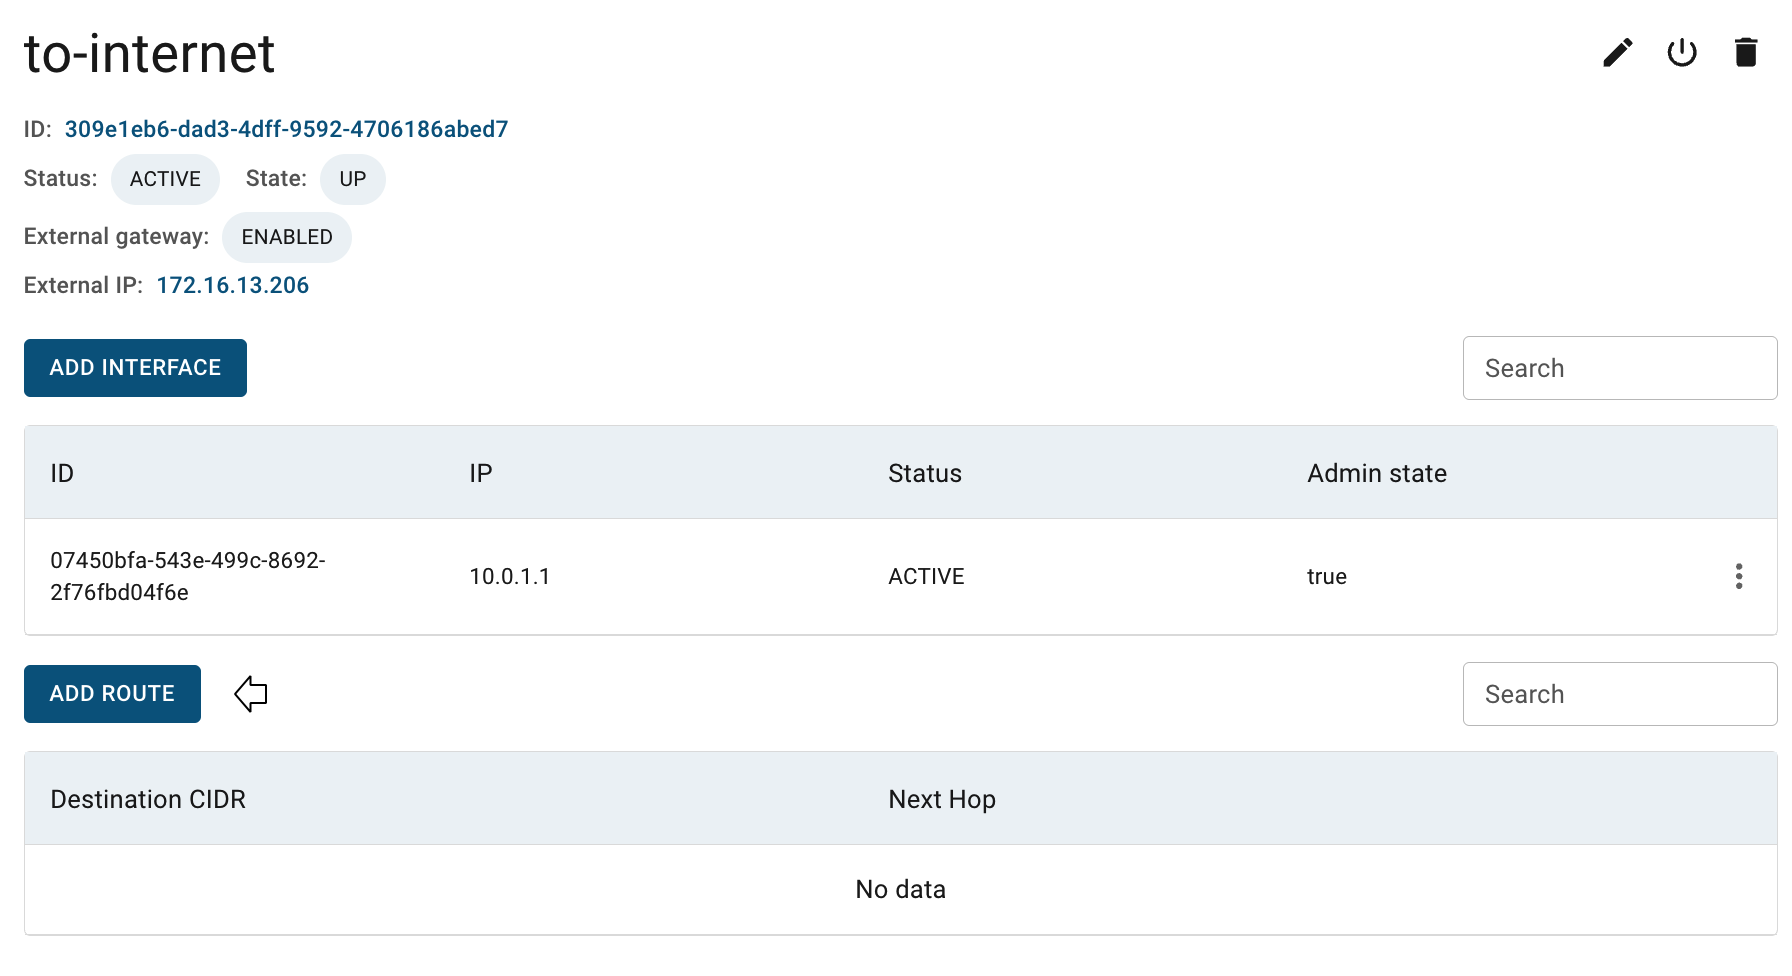 to-internet
ID: 309e1eb6-dad3-4dff-9592-4706186abed7
Status: ACTIVE State: UP
External gateway: ENABLED
External IP: 172.16.13.206
ADD INTERFACE Search
ID IP Status Admin state
07450bfa-543e-499c-8692-
2f76fbd04f6e 10.0.1.1 ACTIVE true
ADD ROUTE Search
Destination CIDR Next Hop
No data